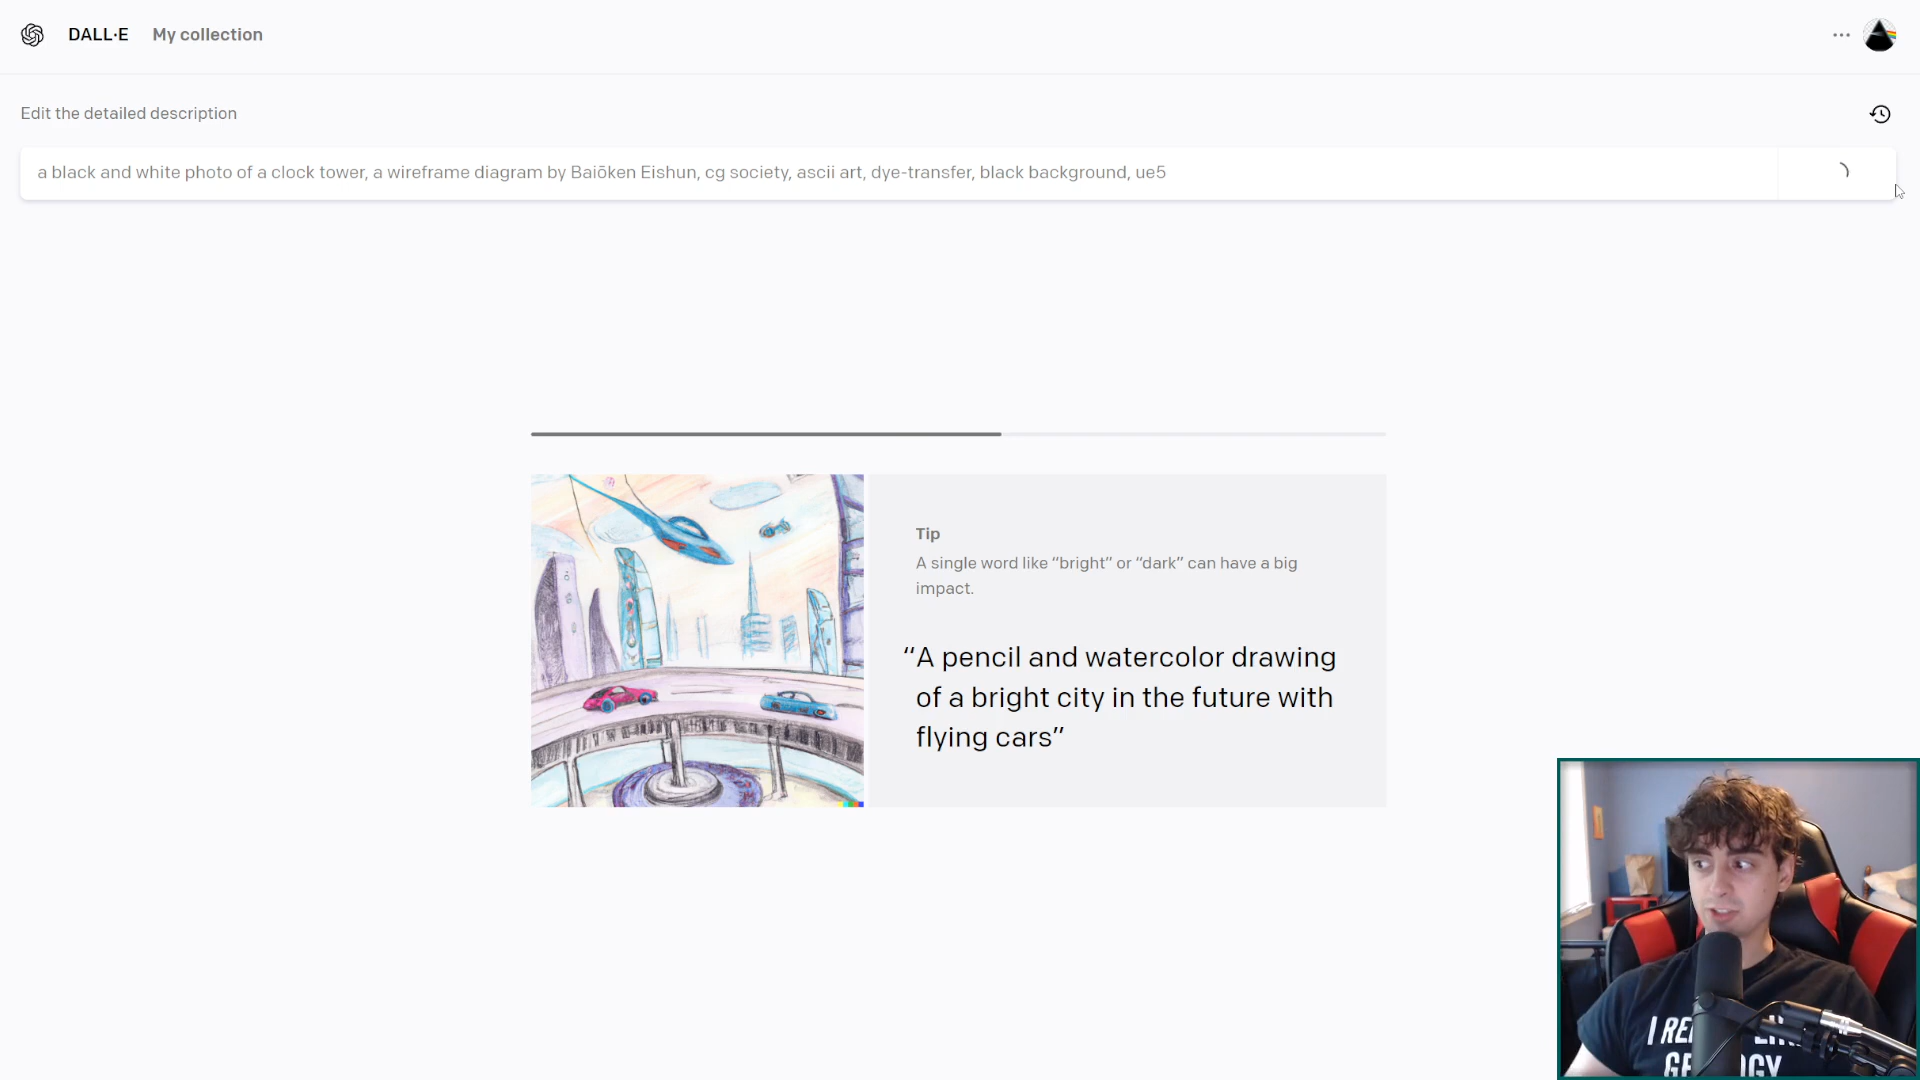 DALL·E My collection
Edit the detailed description
a black and white photo of a clock tower, a wireframe diagram by Baiōken Eishun, cg society, ascii art, dye-transfer, black background, ue5
Tip
A single word like “bright” or “dark” can have a big
impact.
“A pencil and watercolor drawing
of a bright city in the future with
flying cars”
I